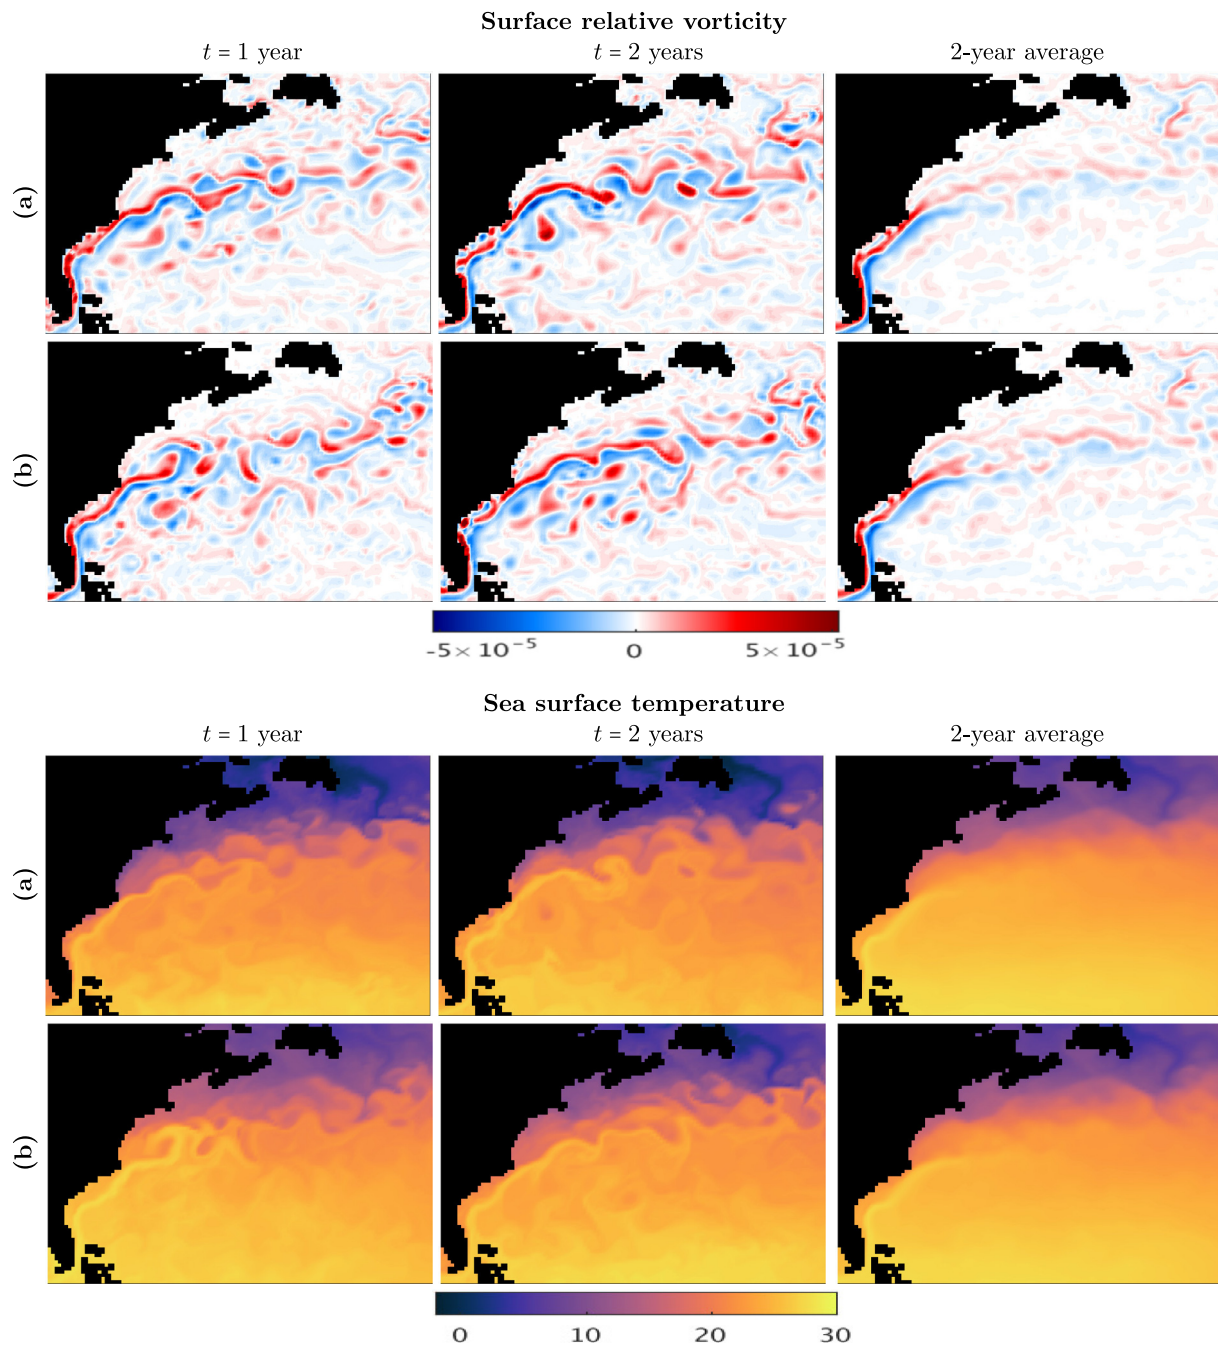 Surface relative vorticity
t = 1 year t = 2 years 2-year average
(a)
(b)
-5× 10⁻⁵ 0 5× 10⁻⁵
Sea surface temperature
t = 1 year t = 2 years 2-year average
(a)
(b)
0 10 20 30